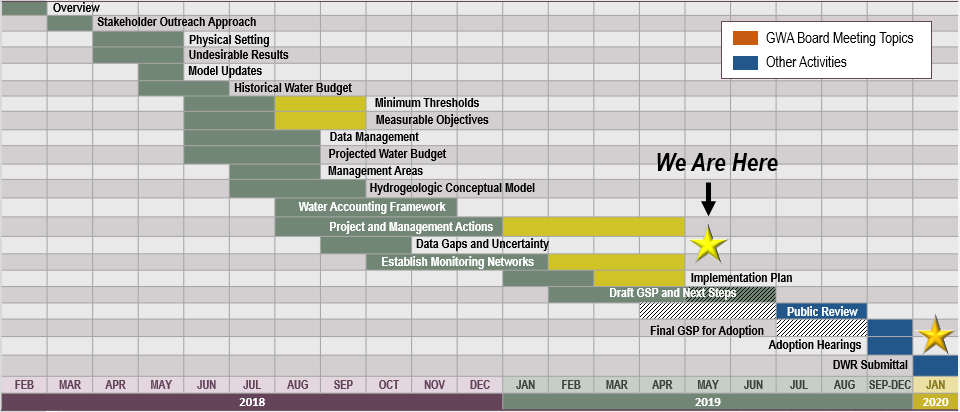 Overview
Stakeholder Outreach Approach
Physical Setting
GWA Board Meeting Topics
Undesirable Results
Other Activities
Model Updates
Historical Water Budget
Minimum Thresholds
Measurable Objectives
Data Management
Projected Water Budget
We Are Here
Management Areas
Hydrogeologic Conceptual Model
Water Accounting Framework
Project and Management Actions
Data Gaps and Uncertainty
Establish Monitoring Networks
Implementation Plan
Draft GSP and Next Steps
Public Review
Final GSP for Adoption
Adoption Hearings
DWR Submittal
FEB MAR APR MAY JUN JUL AUG SEP OCT NOV DEC JAN FEB MAR APR MAY JUN JUL AUG SEP-DEC JAN
2018 2019 2020